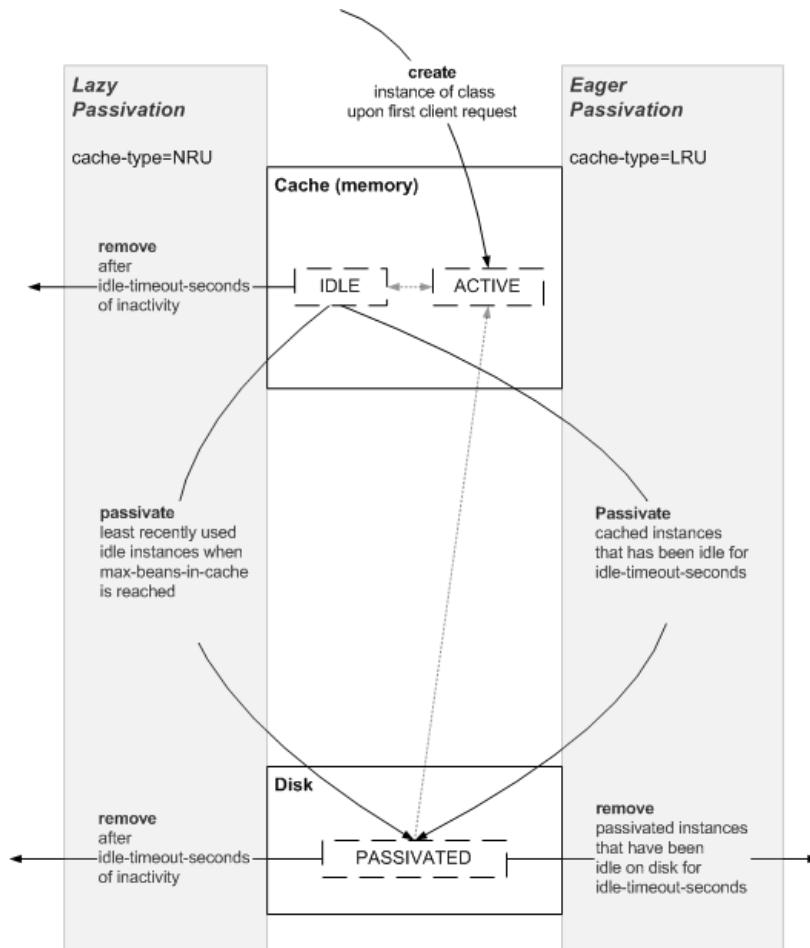 create
instance of class
upon first client request
Lazy
Passivation
cache-type=NRU
Eager
Passivation
cache-type=LRU
Cache (memory)
remove
after
idle-timeout-seconds
of inactivity
IDLE
ACTIVE
passivate
least recently used
idle instances when
max-beans-in-cache
is reached
Passivate
cached instances
that has been idle for
idle-timeout-seconds
Disk
remove
after
idle-timeout-seconds
of inactivity
PASSIVATED
remove
passivated instances
that have been
idle on disk for
idle-timeout-seconds